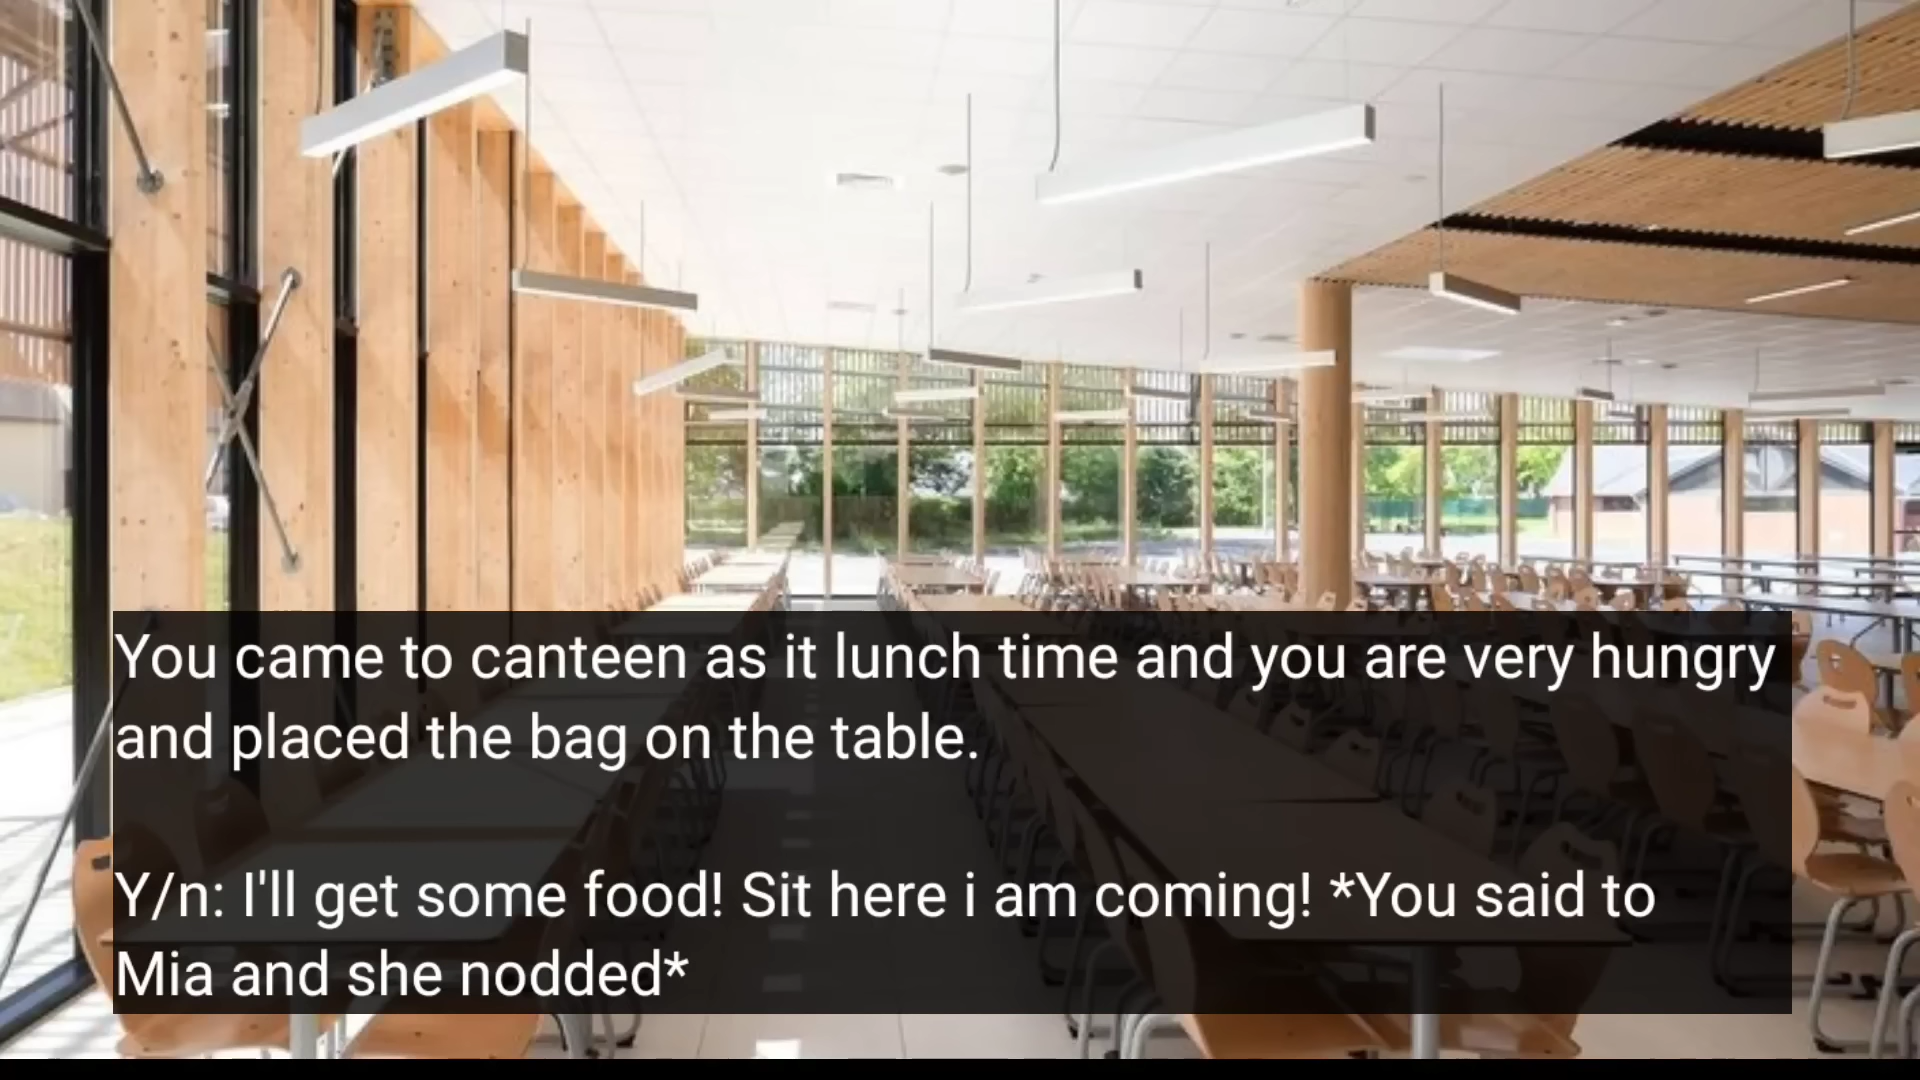 You came to canteen as it lunch time and you are very hungry
and placed the bag on the table.
Y/n: I'll get some food! Sit here i am coming! *You said to
Mia and she nodded*